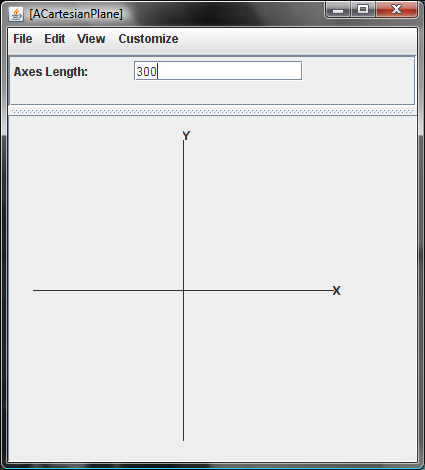 [ACartesianPlane]
File Edit View Customize
Axes Length: 300
Y
X